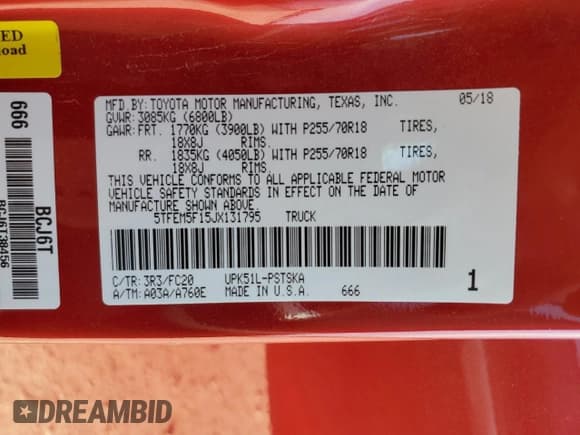 ED
oad
MFD.BY:TOYOTA MOTOR MANUFACTURING, TEXAS, INC. 05/18
GVWR:3085KG (6800LB)
GAWR:FRT. 1770KG (3900LB) WITH P255/70R18 TIRES,
18X8J RIMS.
RR. 1835KG (4050LB) WITH P255/70R18 TIRES,
18X8J RIMS.
THIS VEHICLE CONFORMS TO ALL APPLICABLE FEDERAL MOTOR
VEHICLE SAFETY STANDARDS IN EFFECT ON THE DATE OF
MANUFACTURE SHOWN ABOVE.
5TFEM5F15JX131795 TRUCK
C/TR:3R3/FC20 UPK51L-PSTSKA
A/TM:A03A/A760E MADE IN U.S.A. 666
1
666
BCJ6T
BCJ6T38456
DREAMBID